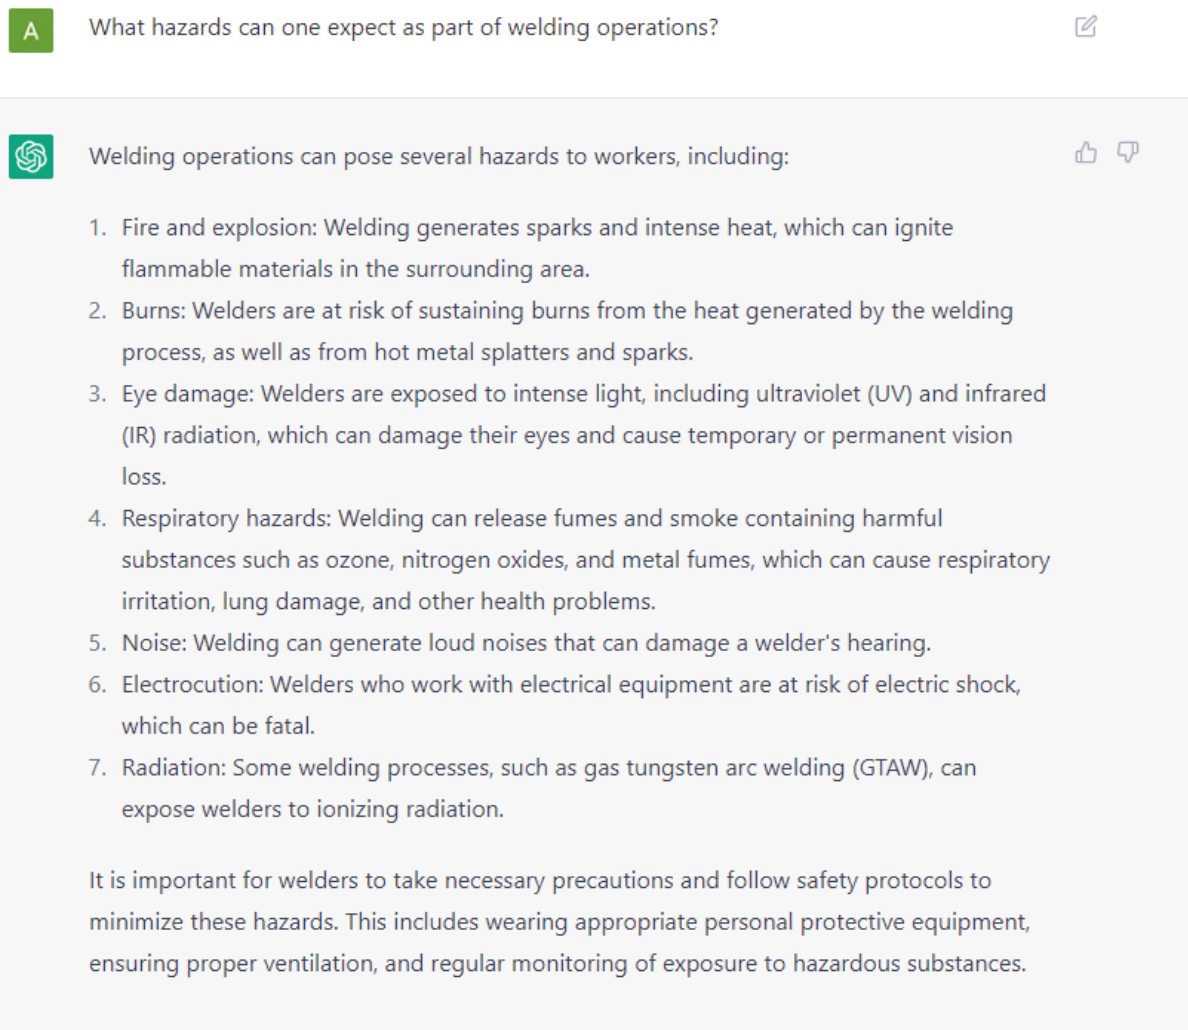 A
What hazards can one expect as part of welding operations?
Welding operations can pose several hazards to workers, including:
1. Fire and explosion: Welding generates sparks and intense heat, which can ignite
flammable materials in the surrounding area.
2. Burns: Welders are at risk of sustaining burns from the heat generated by the welding
process, as well as from hot metal splatters and sparks.
3. Eye damage: Welders are exposed to intense light, including ultraviolet (UV) and infrared
(IR) radiation, which can damage their eyes and cause temporary or permanent vision
loss.
4. Respiratory hazards: Welding can release fumes and smoke containing harmful
substances such as ozone, nitrogen oxides, and metal fumes, which can cause respiratory
irritation, lung damage, and other health problems.
5. Noise: Welding can generate loud noises that can damage a welder's hearing.
6. Electrocution: Welders who work with electrical equipment are at risk of electric shock,
which can be fatal.
7. Radiation: Some welding processes, such as gas tungsten arc welding (GTAW), can
expose welders to ionizing radiation.
It is important for welders to take necessary precautions and follow safety protocols to
minimize these hazards. This includes wearing appropriate personal protective equipment,
ensuring proper ventilation, and regular monitoring of exposure to hazardous substances.